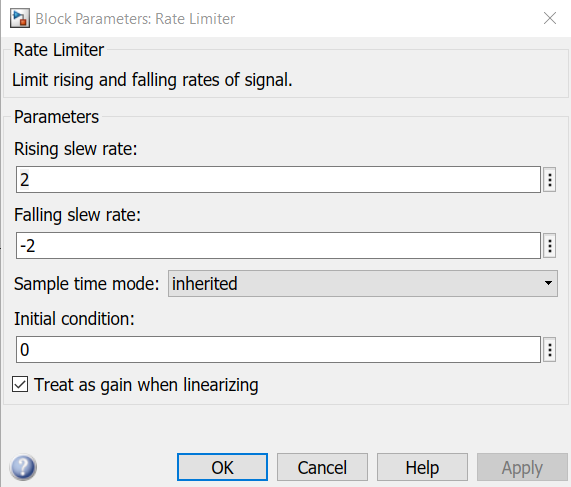 Block Parameters: Rate Limiter
Rate Limiter
Limit rising and falling rates of signal.
Parameters
Rising slew rate:
2
Falling slew rate:
-2
Sample time mode: inherited
Initial condition:
0
Treat as gain when linearizing
? OK Cancel Help Apply